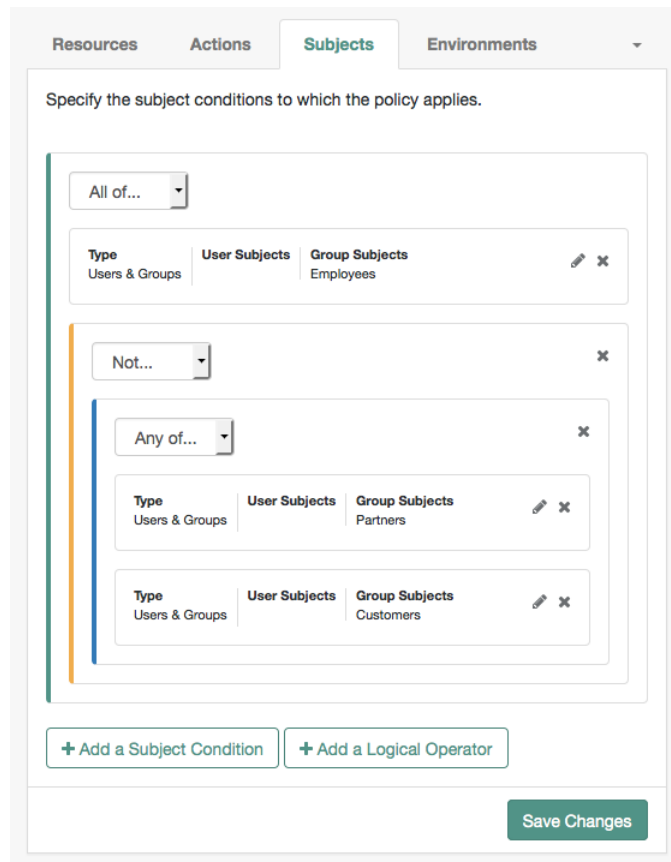 Resources Actions Subjects Environments
Specify the subject conditions to which the policy applies.
All of...
Type User Subjects Group Subjects
Users & Groups Employees
Not...
Any of...
Type User Subjects Group Subjects
Users & Groups Partners
Type User Subjects Group Subjects
Users & Groups Customers
+ Add a Subject Condition + Add a Logical Operator
Save Changes